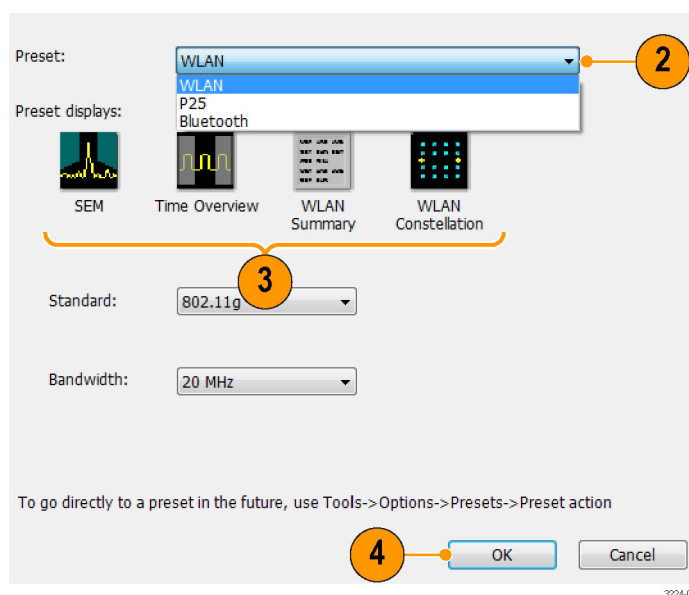 Preset:
WLAN
2
WLAN
P25
Bluetooth
Preset displays:
SEM
Time Overview
WLAN Summary
WLAN Constellation
3
Standard:
802.11g
Bandwidth:
20 MHz
To go directly to a preset in the future, use Tools->Options->Presets->Preset action
4
OK
Cancel